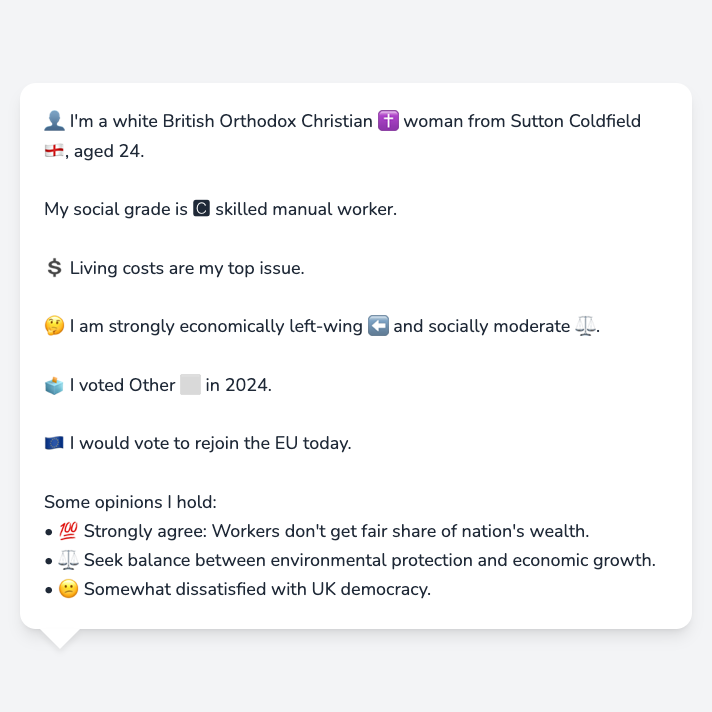 👤 I'm a white British Orthodox Christian ✝️ woman from Sutton Coldfield
🏴󠁧󠁢󠁥󠁮󠁧󠁿, aged 24.
My social grade is 🅲 skilled manual worker.
💲 Living costs are my top issue.
🤔 I am strongly economically left-wing ⬅️ and socially moderate ⚖️.
🗳️ I voted Other ⬜ in 2024.
🇪🇺 I would vote to rejoin the EU today.
Some opinions I hold:
• 💯 Strongly agree: Workers don't get fair share of nation's wealth.
• ⚖️ Seek balance between environmental protection and economic growth.
• 😕 Somewhat dissatisfied with UK democracy.